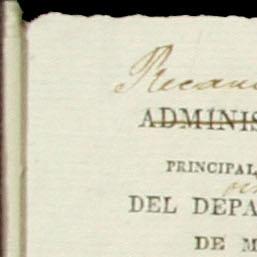 Recau
ADMINIS
PRINCIPAL
DEL DEPA
DE M